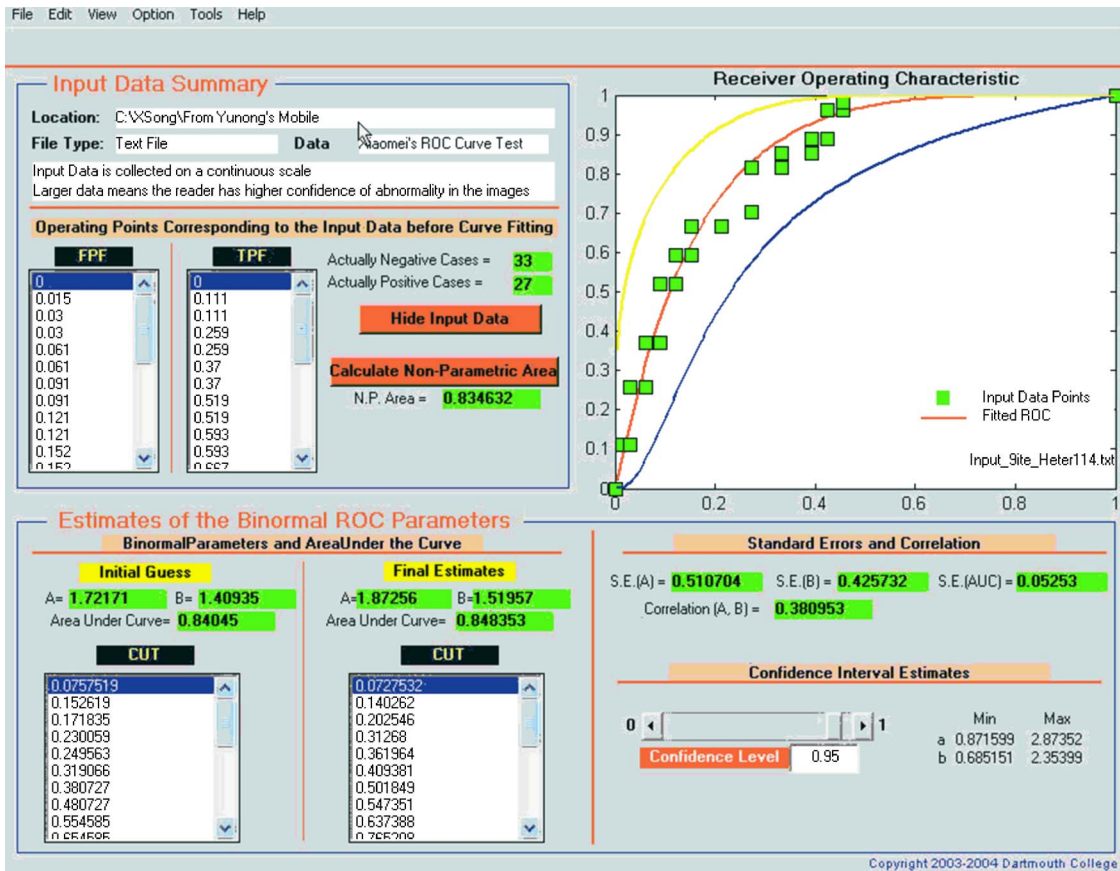 File Edit View Option Tools Help
Input Data Summary
Location: C:\XSong\From Yunong's Mobile
File Type: Text File Data Xiaomei's ROC Curve Test
Input Data is collected on a continuous scale
Larger data means the reader has higher confidence of abnormality in the images
Operating Points Corresponding to the Input Data before Curve Fitting
FPF
0
0.015
0.03
0.03
0.061
0.061
0.091
0.091
0.121
0.121
0.152
0.152
TPF
0
0.111
0.111
0.259
0.259
0.37
0.37
0.519
0.519
0.593
0.593
0.667
Actually Negative Cases = 33
Actually Positive Cases = 27
Hide Input Data
Calculate Non-Parametric Area
N.P. Area = 0.834632
Receiver Operating Characteristic
1
0.9
0.8
0.7
0.6
0.5
0.4
0.3
0.2
0.1
0
0 0.2 0.4 0.6 0.8 1
Input Data Points
Fitted ROC
Input_9ite_Heter114.txt
Estimates of the Binormal ROC Parameters
BinormalParameters and AreaUnder the Curve
Initial Guess
A= 1.72171 B= 1.40935
Area Under Curve= 0.84045
CUT
0.0757519
0.152619
0.171835
0.230059
0.249563
0.319066
0.380727
0.480727
0.554585
0.654585
Final Estimates
A= 1.87256 B= 1.51957
Area Under Curve= 0.848353
CUT
0.0727532
0.140262
0.202546
0.31268
0.361964
0.409381
0.501849
0.547351
0.637388
0.765208
Standard Errors and Correlation
S.E.(A) = 0.510704 S.E.(B) = 0.425732 S.E.(AUC) = 0.05253
Correlation (A, B) = 0.380953
Confidence Interval Estimates
0 1
Confidence Level 0.95
Min Max
a 0.871599 2.87352
b 0.685151 2.35399
Copyright 2003-2004 Dartmouth College